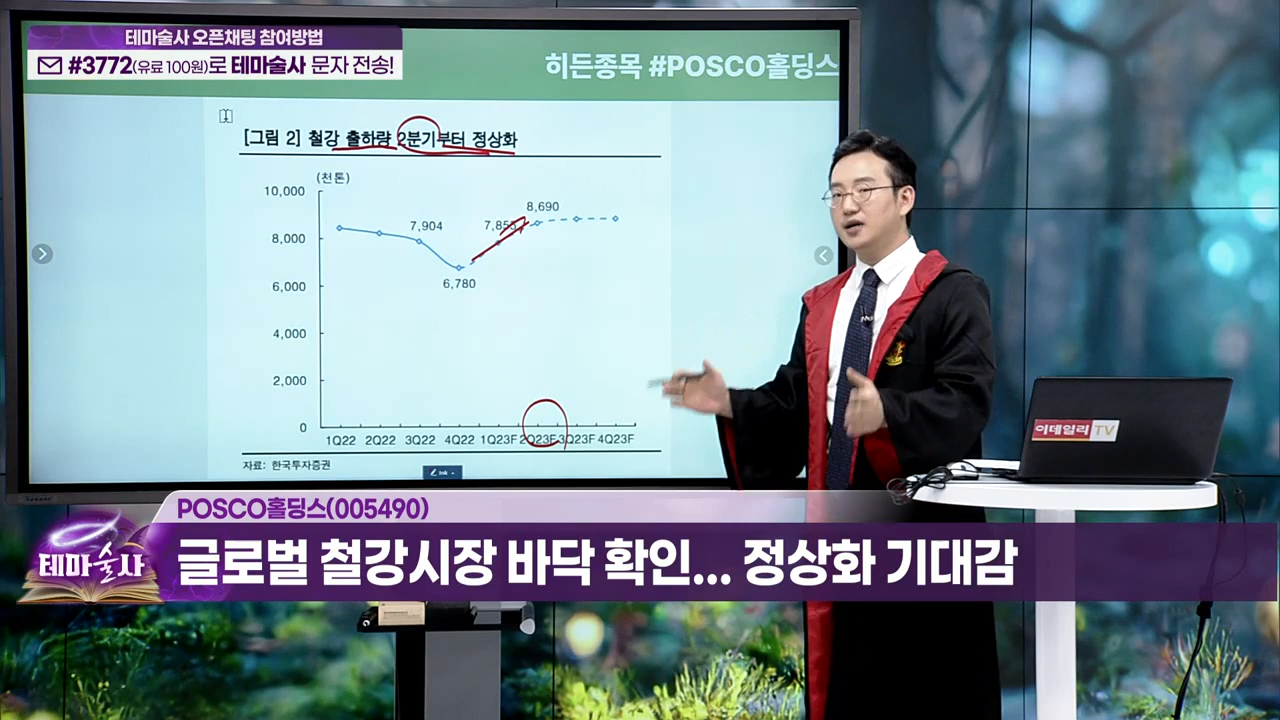 테마술사 오픈채팅 참여방법
#3772(유료 100원)로 테마술사 문자 전송!
히든종목 #POSCO홀딩스
[그림 2] 철강 출하량 2분기부터 정상화
(천톤)
10,000
8,000
6,000
4,000
2,000
0
7,904
6,780
7,855
8,690
1Q22 2Q22 3Q22 4Q22 1Q23F 2Q23F 3Q23F 4Q23F
자료: 한국투자증권
Ink
이데일리 TV
POSCO홀딩스(005490)
테마술사
글로벌 철강시장 바닥 확인... 정상화 기대감